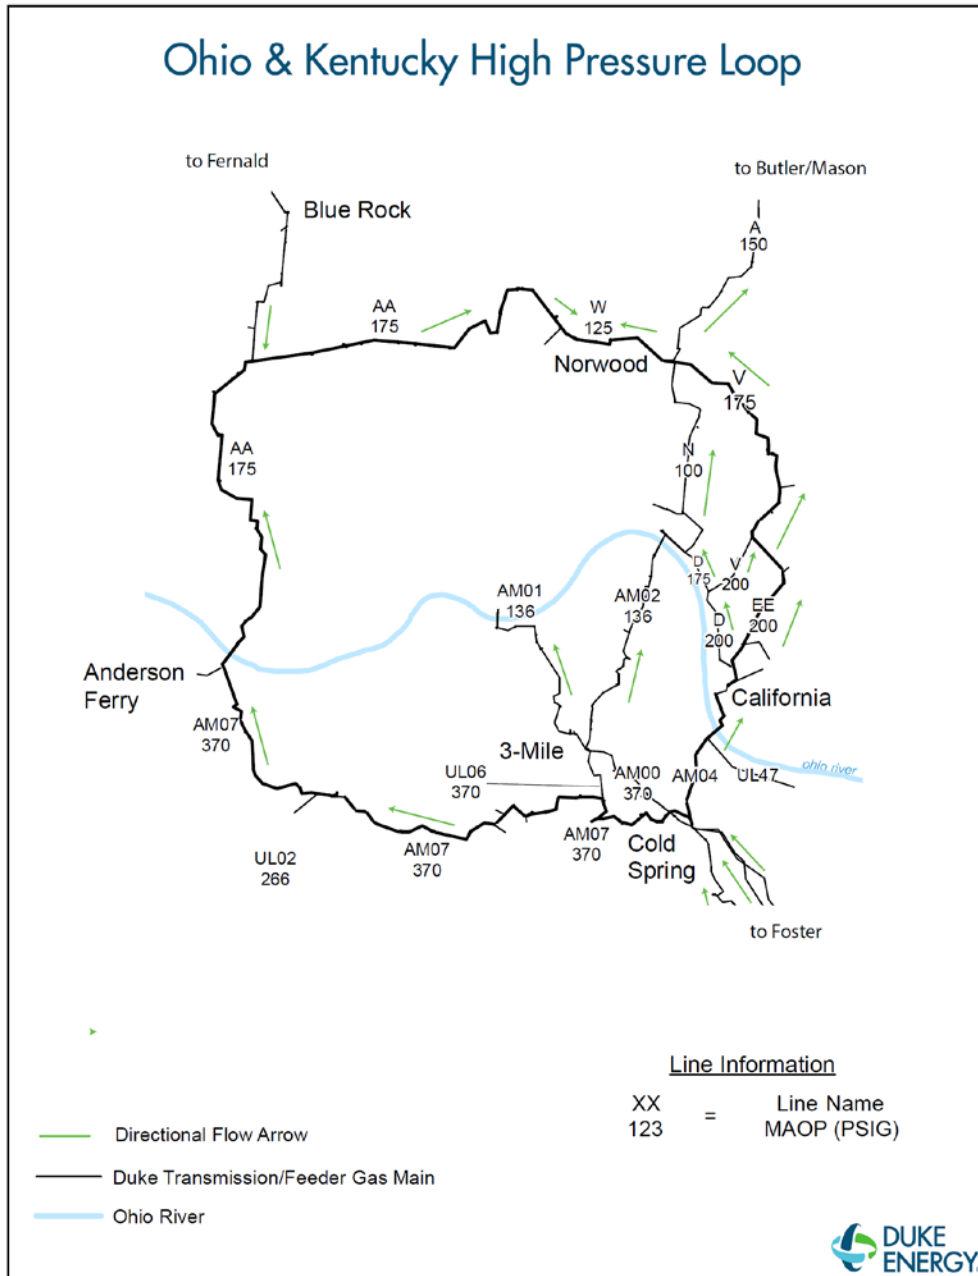 Ohio & Kentucky High Pressure Loop
to Fernald
to Butler/Mason
Blue Rock
A
150
AA
175
W
125
Norwood
V
175
AA
175
N
100
D
175
V
200
AM01
136
AM02
136
EE
200
D
200
Anderson
Ferry
California
AM07
370
3-Mile
ohio river
UL06
370
AM00
370
AM04
UL47
AM07
370
AM07
370
Cold
Spring
UL02
266
to Foster
Line Information
XX
123
=
Line Name
MAOP (PSIG)
Directional Flow Arrow
Duke Transmission/Feeder Gas Main
Ohio River
DUKE
ENERGY